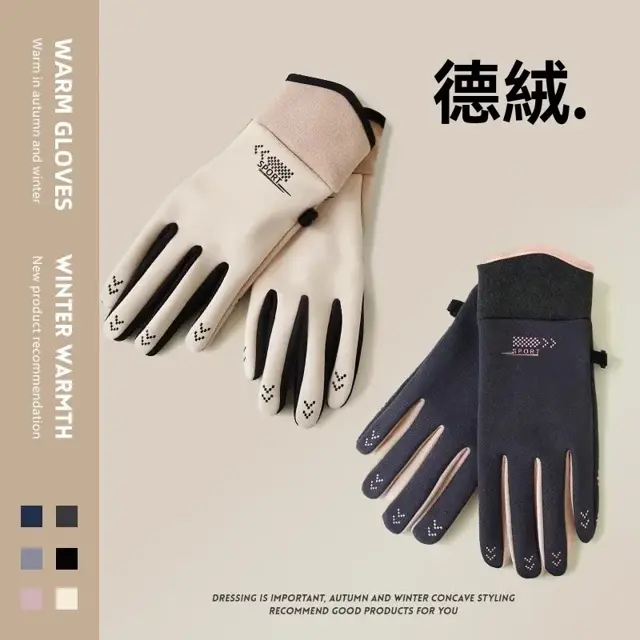 WARM GLOVES
Warm in autumn and winter
WINTER WARMTH
New product recommendation
德絨.
SPORT
SPORT
DRESSING IS IMPORTANT, AUTUMN AND WINTER CONCAVE STYLING
RECOMMEND GOOD PRODUCTS FOR YOU